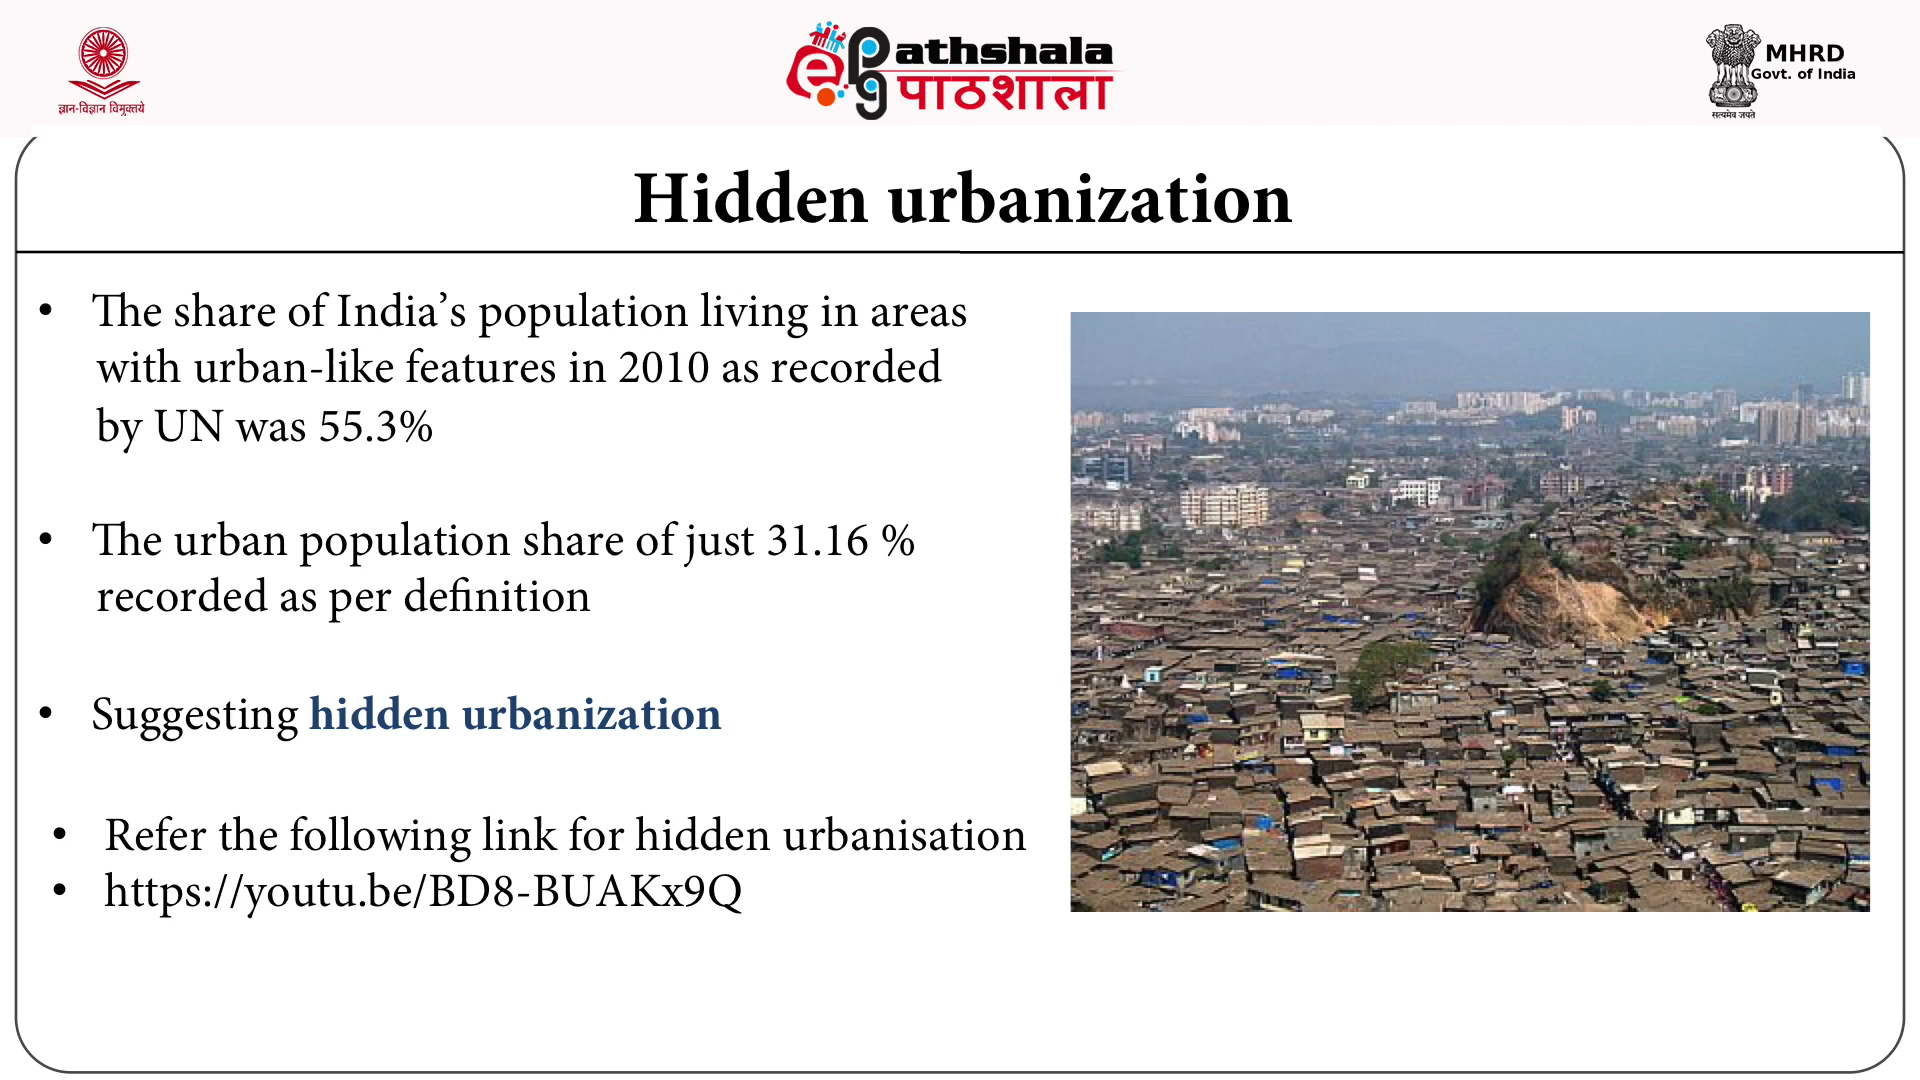 ज्ञान-विज्ञान विमुक्तये
athshala
पाठशाला
MHRD
Govt. of India
सत्यमेव जयते
Hidden urbanization
• The share of India’s population living in areas
with urban-like features in 2010 as recorded
by UN was 55.3%
• The urban population share of just 31.16 %
recorded as per definition
• Suggesting hidden urbanization
• Refer the following link for hidden urbanisation
• https://youtu.be/BD8-BUAKx9Q